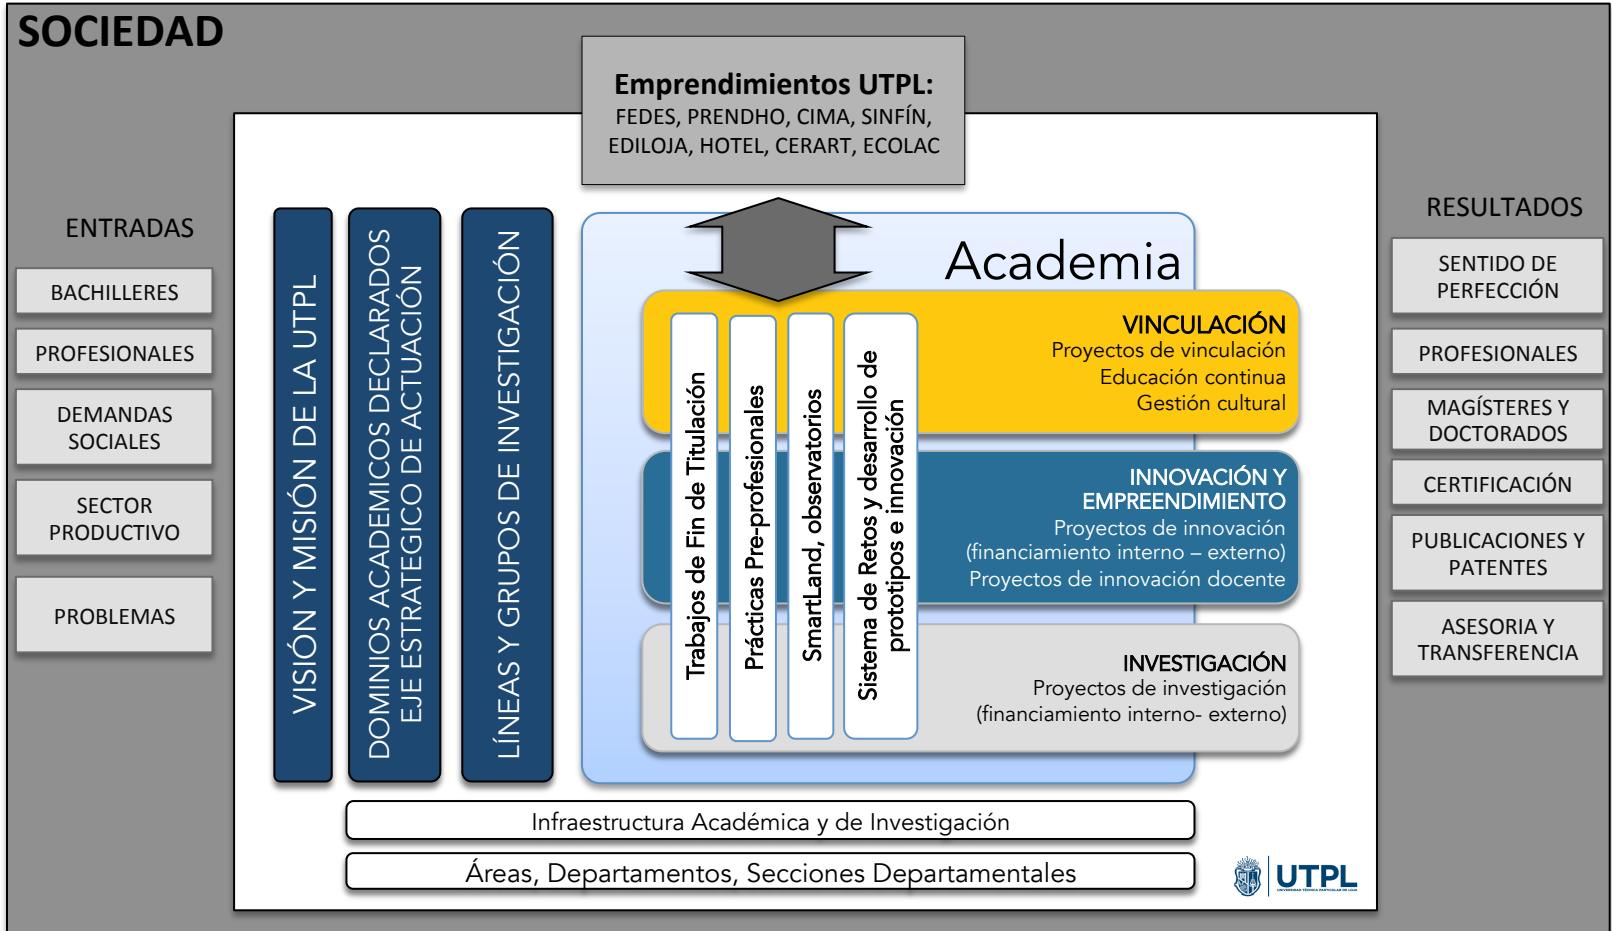 SOCIEDAD
Emprendimientos UTPL:
FEDES, PRENDHO, CIMA, SINFÍN,
EDILOJA, HOTEL, CERART, ECOLAC
ENTRADAS
BACHILLERES
PROFESIONALES
DEMANDAS
SOCIALES
SECTOR
PRODUCTIVO
PROBLEMAS
VISIÓN Y MISIÓN DE LA UTPL
DOMINIOS ACADEMICOS DECLARADOS
EJE ESTRATEGICO DE ACTUACIÓN
LÍNEAS Y GRUPOS DE INVESTIGACIÓN
Academia
Trabajos de Fin de Titulación
Prácticas Pre-profesionales
SmartLand, observatorios
Sistema de Retos y desarrollo de
prototipos e innovación
VINCULACIÓN
Proyectos de vinculación
Educación continua
Gestión cultural
INNOVACIÓN Y
EMPREENDIMIENTO
Proyectos de innovación
(financiamiento interno – externo)
Proyectos de innovación docente
INVESTIGACIÓN
Proyectos de investigación
(financiamiento interno- externo)
Infraestructura Académica y de Investigación
Áreas, Departamentos, Secciones Departamentales
UTPL
UNIVERSIDAD TÉCNICA PARTICULAR DE LOJA
RESULTADOS
SENTIDO DE
PERFECCIÓN
PROFESIONALES
MAGÍSTERES Y
DOCTORADOS
CERTIFICACIÓN
PUBLICACIONES Y
PATENTES
ASESORIA Y
TRANSFERENCIA